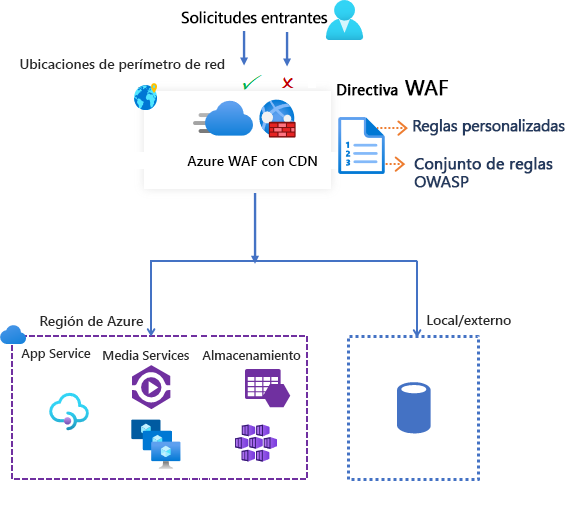 Solicitudes entrantes
Ubicaciones de perímetro de red
Directiva WAF
Reglas personalizadas
Azure WAF con CDN
1
2
3
Conjunto de reglas
OWASP
Región de Azure
Local/externo
App Service
Media Services
Almacenamiento